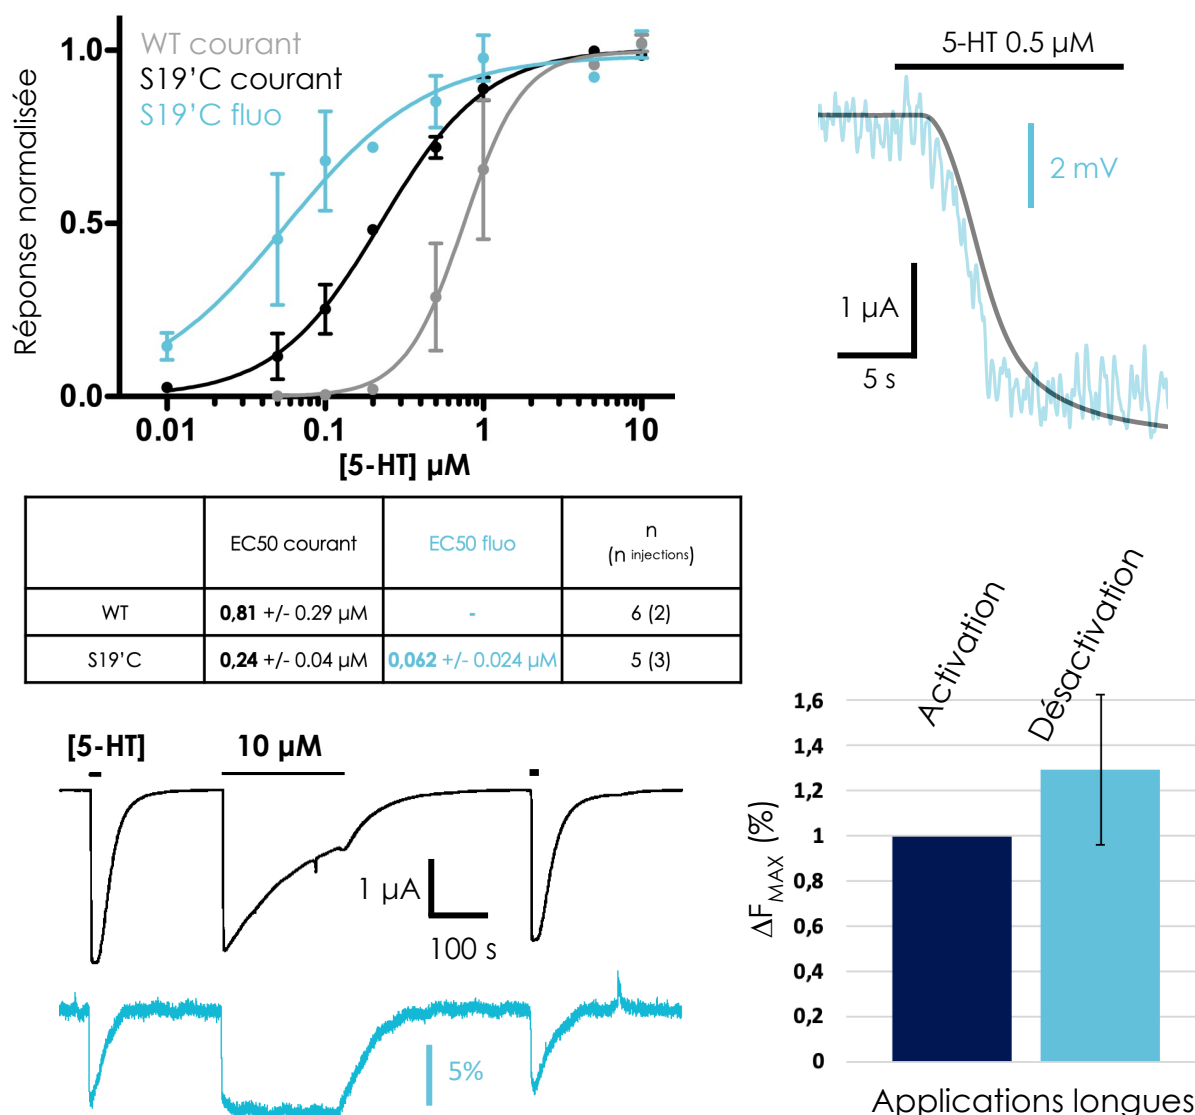 WT courant
S19'C courant
S19'C fluo
Réponse normalisée
1.0
0.5
0.0
0.01
0.1
1
10
[5-HT] µM
5-HT 0.5 µM
2 mV
1 µA
5 s
EC50 courant
EC50 fluo
n
(n injections)
WT
0,81 +/- 0.29 µM
-
6 (2)
S19'C
0,24 +/- 0.04 µM
0,062 +/- 0.024 µM
5 (3)
[5-HT]
10 µM
1 µA
100 s
5%
Activation
Désactivation
ΔFMAX (%)
1,6
1,4
1,2
1
0,8
0,6
0,4
0,2
0
Applications longues